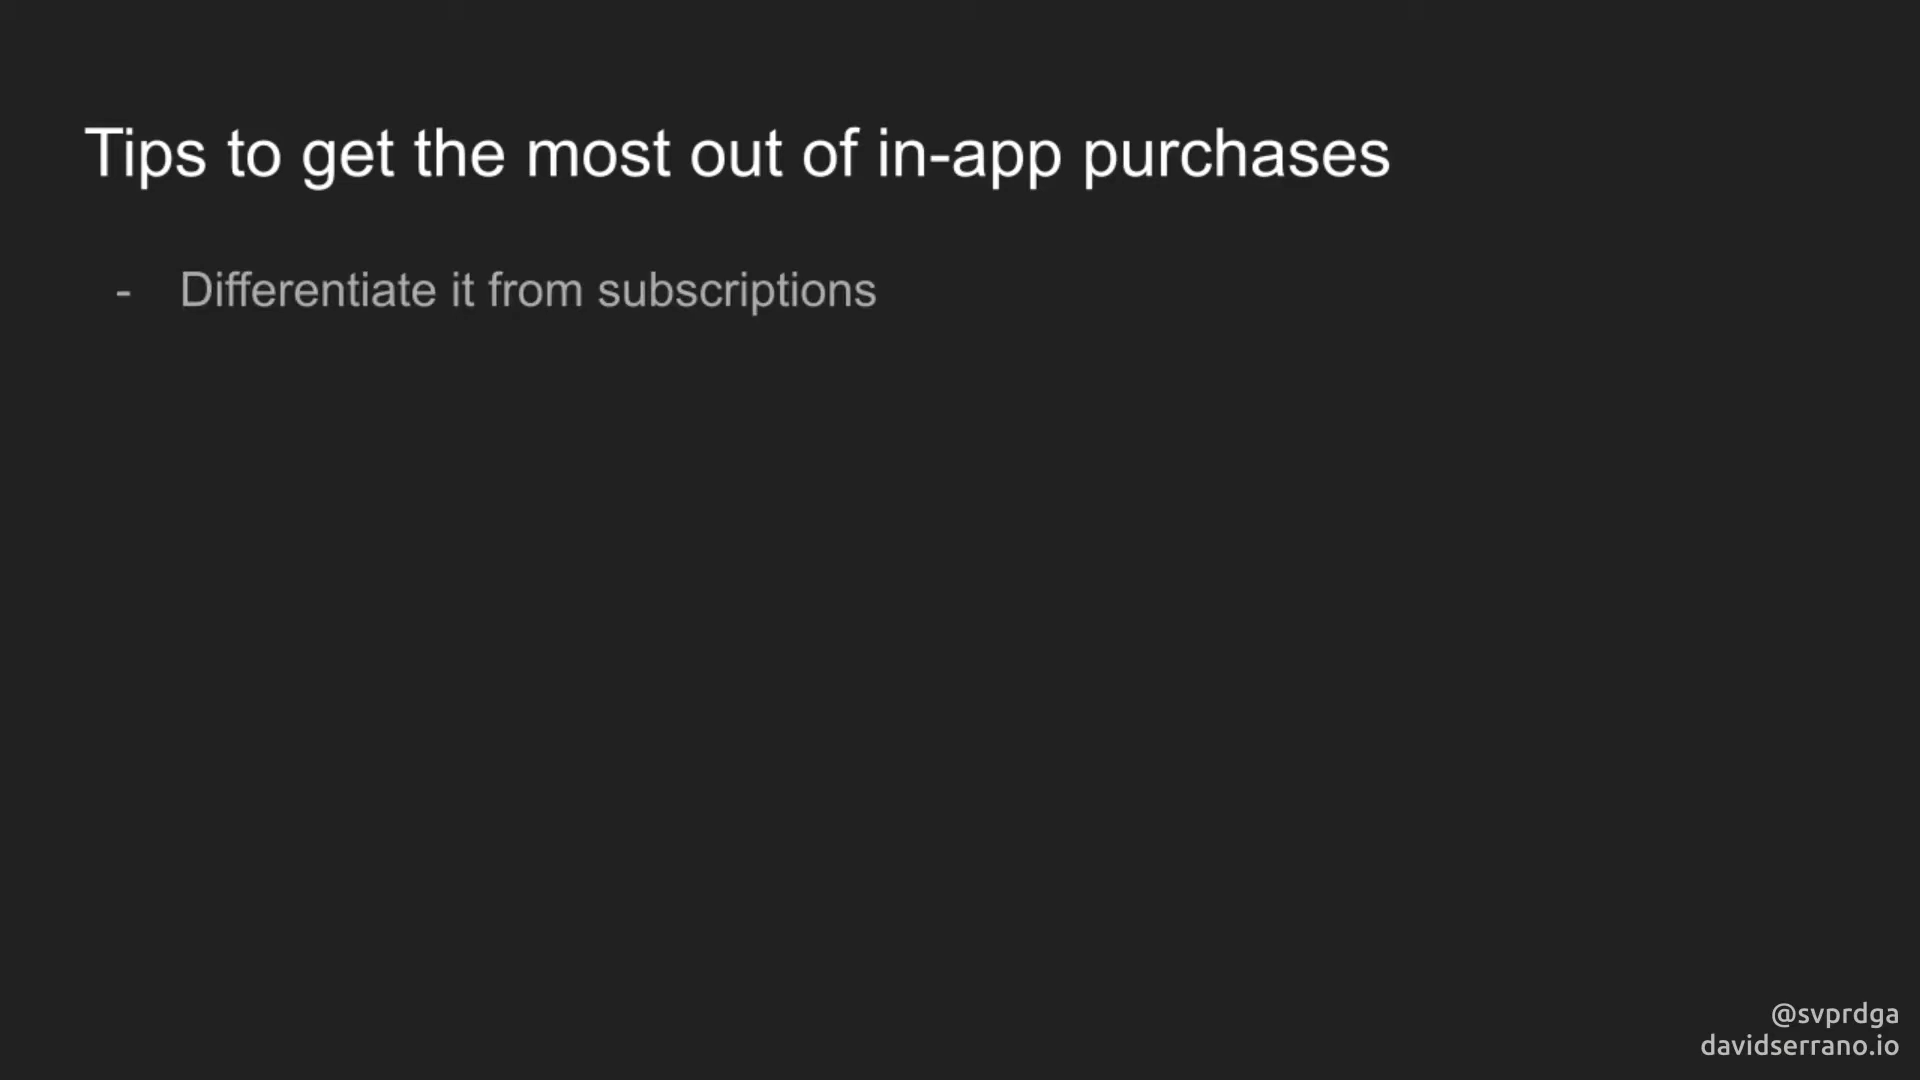 Tips to get the most out of in-app purchases
- Differentiate it from subscriptions
@svprdga
davidserrano.io